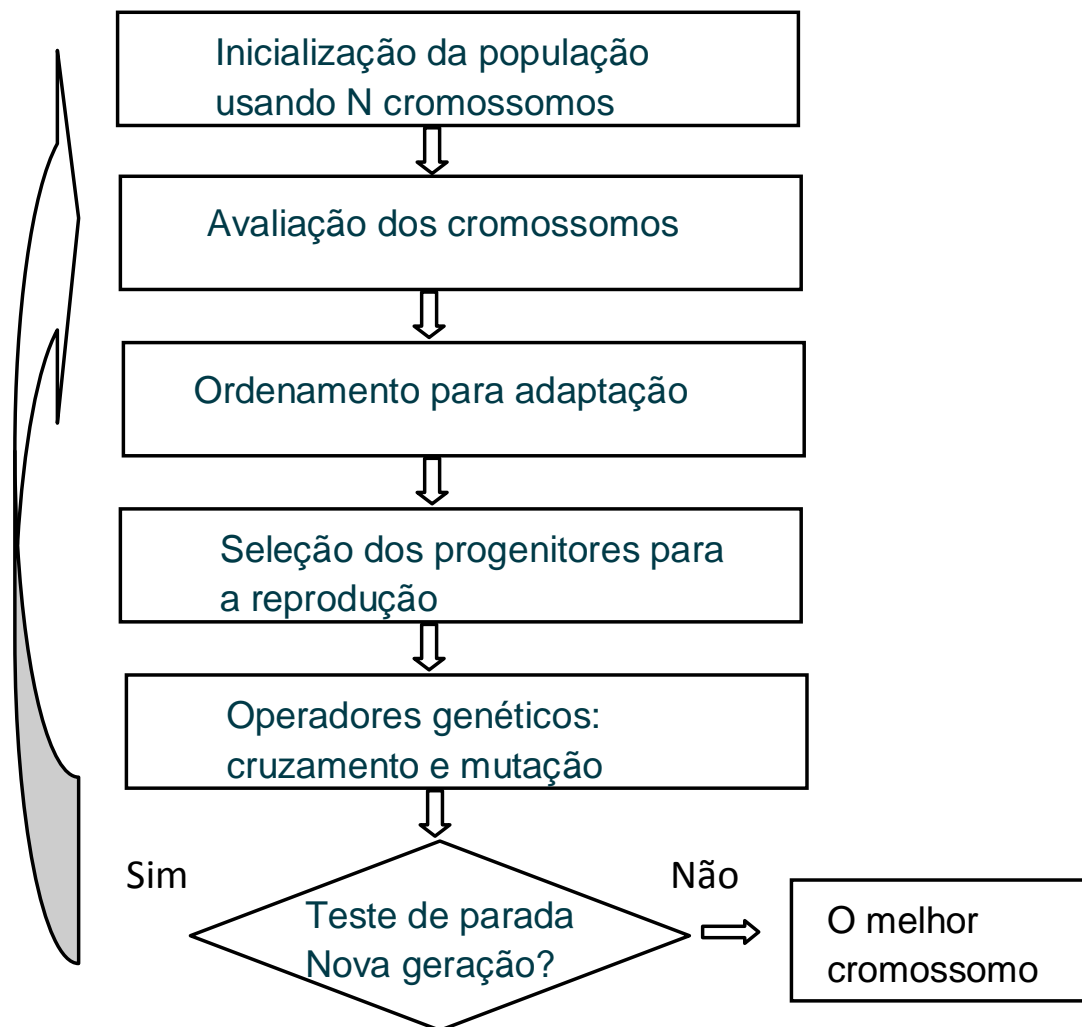 Inicialização da população
usando N cromossomos
Avaliação dos cromossomos
Ordenamento para adaptação
Seleção dos progenitores para
a reprodução
Operadores genéticos:
cruzamento e mutação
Sim
Não
Teste de parada
Nova geração?
O melhor
cromossomo